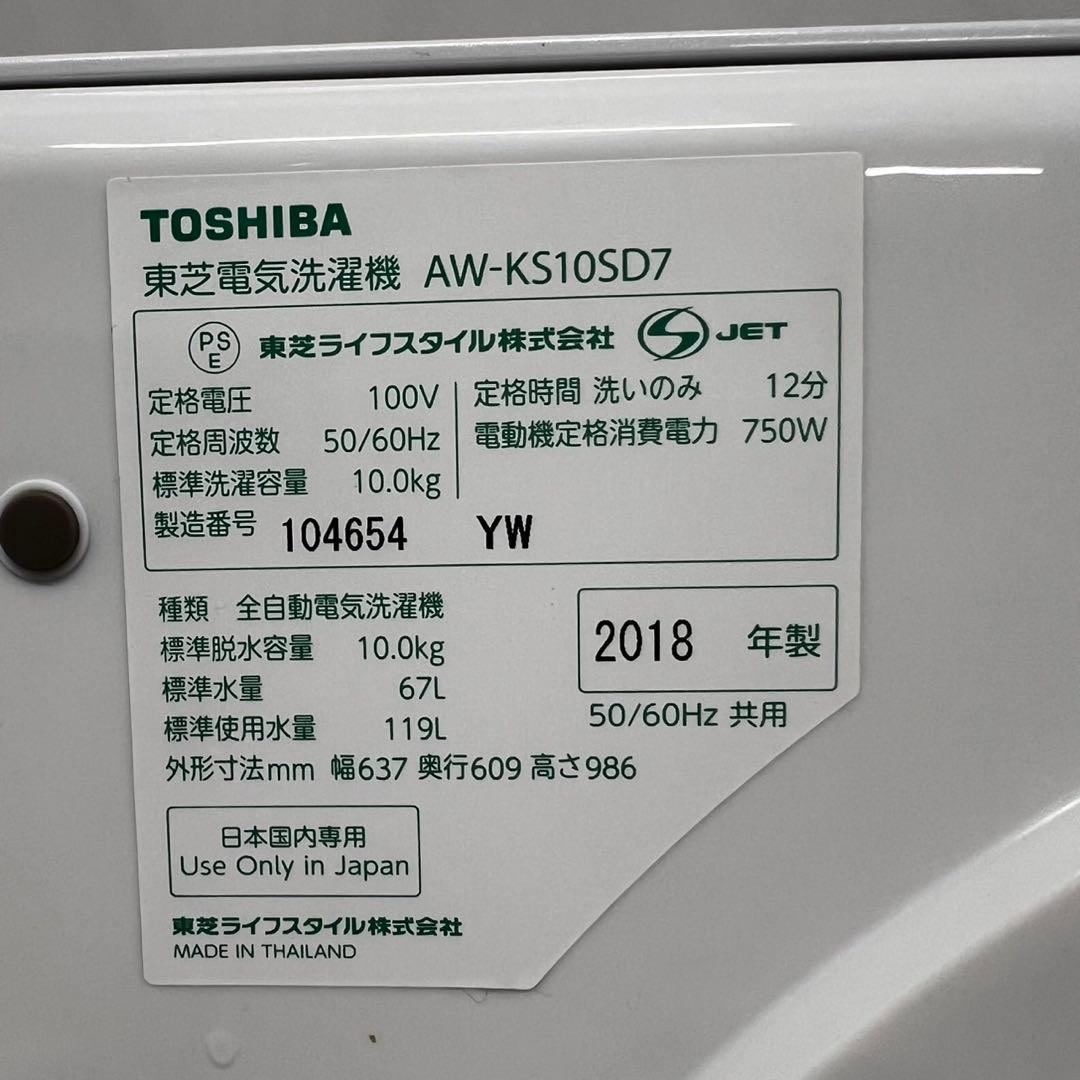 TOSHIBA
東芝電気洗濯機 AW-KS10SD7
PS E 東芝ライフスタイル株式会社 S JET
定格電圧 100V
定格周波数 50/60Hz
標準洗濯容量 10.0kg
定格時間 洗いのみ 12分
電動機定格消費電力 750W
製造番号 104654 YW
種類 全自動電気洗濯機
標準脱水容量 10.0kg
標準水量 67L
標準使用水量 119L
外形寸法mm 幅637 奥行609 高さ986
2018 年製
50/60Hz 共用
日本国内専用
Use Only in Japan
東芝ライフスタイル株式会社
MADE IN THAILAND